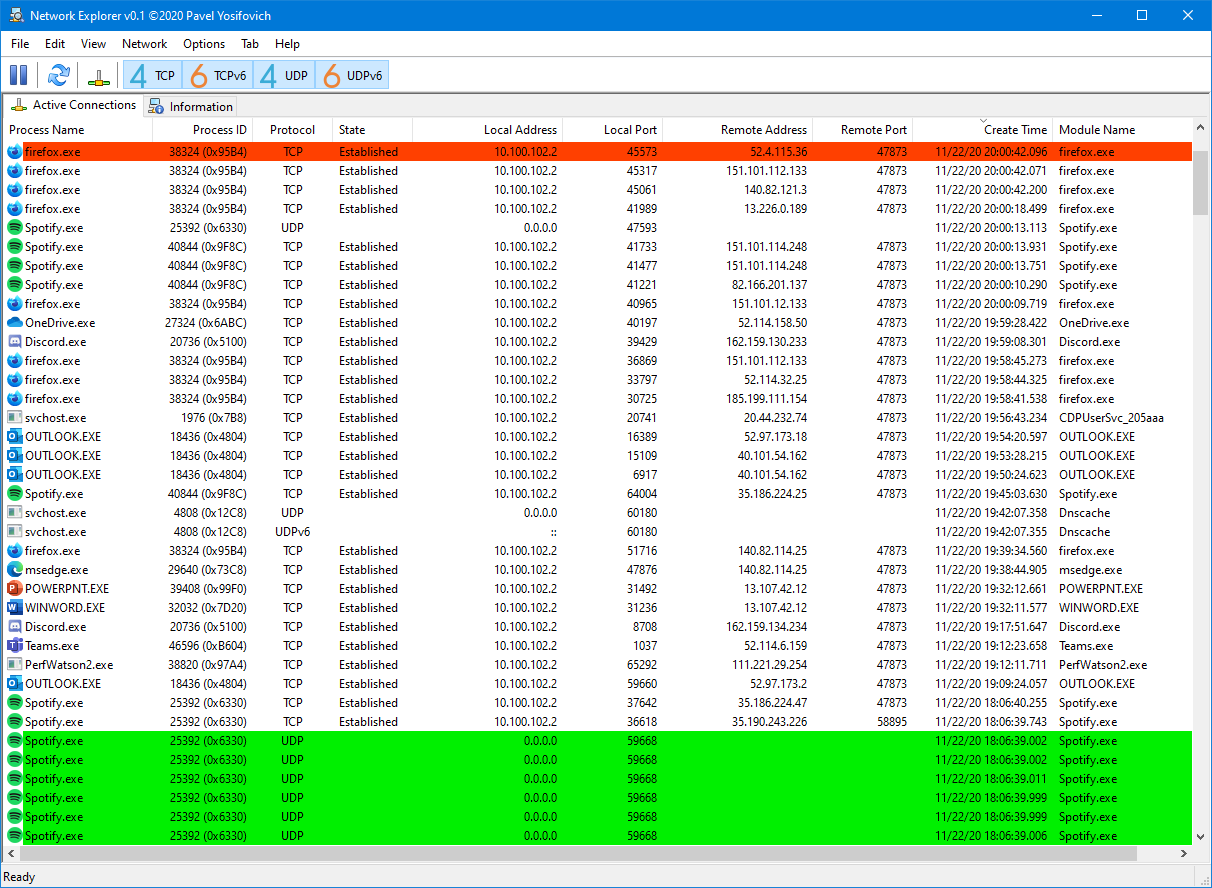 Network Explorer v0.1 ©2020 Pavel Yosifovich
File Edit View Network Options Tab Help
4 TCP 6 TCPv6 4 UDP 6 UDPv6
Active Connections Information
Process Name Process ID Protocol State Local Address Local Port Remote Address Remote Port Create Time Module Name
firefox.exe 38324 (0x95B4) TCP Established 10.100.102.2 45573 52.4.115.36 47873 11/22/20 20:00:42.096 firefox.exe
firefox.exe 38324 (0x95B4) TCP Established 10.100.102.2 45317 151.101.112.133 47873 11/22/20 20:00:42.071 firefox.exe
firefox.exe 38324 (0x95B4) TCP Established 10.100.102.2 45061 140.82.121.3 47873 11/22/20 20:00:42.200 firefox.exe
firefox.exe 38324 (0x95B4) TCP Established 10.100.102.2 41989 13.226.0.189 47873 11/22/20 20:00:18.499 firefox.exe
Spotify.exe 25392 (0x6330) UDP 0.0.0.0 47593 11/22/20 20:00:13.113 Spotify.exe
Spotify.exe 40844 (0x9F8C) TCP Established 10.100.102.2 41733 151.101.114.248 47873 11/22/20 20:00:13.931 Spotify.exe
Spotify.exe 40844 (0x9F8C) TCP Established 10.100.102.2 41477 151.101.114.248 47873 11/22/20 20:00:13.751 Spotify.exe
Spotify.exe 40844 (0x9F8C) TCP Established 10.100.102.2 41221 82.166.201.137 47873 11/22/20 20:00:10.290 Spotify.exe
firefox.exe 38324 (0x95B4) TCP Established 10.100.102.2 40965 151.101.12.133 47873 11/22/20 20:00:09.719 firefox.exe
OneDrive.exe 27324 (0x6ABC) TCP Established 10.100.102.2 40197 52.114.158.50 47873 11/22/20 19:59:28.422 OneDrive.exe
Discord.exe 20736 (0x5100) TCP Established 10.100.102.2 39429 162.159.130.233 47873 11/22/20 19:59:08.301 Discord.exe
firefox.exe 38324 (0x95B4) TCP Established 10.100.102.2 36869 151.101.112.133 47873 11/22/20 19:58:45.273 firefox.exe
firefox.exe 38324 (0x95B4) TCP Established 10.100.102.2 33797 52.114.32.25 47873 11/22/20 19:58:44.325 firefox.exe
firefox.exe 38324 (0x95B4) TCP Established 10.100.102.2 30725 185.199.111.154 47873 11/22/20 19:58:41.538 firefox.exe
svchost.exe 1976 (0x7B8) TCP Established 10.100.102.2 20741 20.44.232.74 47873 11/22/20 19:56:43.234 CDPUserSvc_205aaa
OUTLOOK.EXE 18436 (0x4804) TCP Established 10.100.102.2 16389 52.97.173.18 47873 11/22/20 19:54:20.597 OUTLOOK.EXE
OUTLOOK.EXE 18436 (0x4804) TCP Established 10.100.102.2 15109 40.101.54.162 47873 11/22/20 19:53:28.215 OUTLOOK.EXE
OUTLOOK.EXE 18436 (0x4804) TCP Established 10.100.102.2 6917 40.101.54.162 47873 11/22/20 19:50:24.623 OUTLOOK.EXE
Spotify.exe 40844 (0x9F8C) TCP Established 10.100.102.2 64004 35.186.224.25 47873 11/22/20 19:45:03.630 Spotify.exe
svchost.exe 4808 (0x12C8) UDP 0.0.0.0 60180 11/22/20 19:42:07.358 Dnscache
svchost.exe 4808 (0x12C8) UDPv6 :: 60180 11/22/20 19:42:07.355 Dnscache
firefox.exe 38324 (0x95B4) TCP Established 10.100.102.2 51716 140.82.114.25 47873 11/22/20 19:39:34.560 firefox.exe
msedge.exe 29640 (0x73C8) TCP Established 10.100.102.2 47876 140.82.114.25 47873 11/22/20 19:38:44.905 msedge.exe
POWERPNT.EXE 39408 (0x99F0) TCP Established 10.100.102.2 31492 13.107.42.12 47873 11/22/20 19:32:12.661 POWERPNT.EXE
WINWORD.EXE 32032 (0x7D20) TCP Established 10.100.102.2 31236 13.107.42.12 47873 11/22/20 19:32:11.577 WINWORD.EXE
Discord.exe 20736 (0x5100) TCP Established 10.100.102.2 8708 162.159.134.234 47873 11/22/20 19:17:51.647 Discord.exe
Teams.exe 46596 (0xB604) TCP Established 10.100.102.2 1037 52.114.6.159 47873 11/22/20 19:12:23.658 Teams.exe
PerfWatson2.exe 38820 (0x97A4) TCP Established 10.100.102.2 65292 111.221.29.254 47873 11/22/20 19:12:11.711 PerfWatson2.exe
OUTLOOK.EXE 18436 (0x4804) TCP Established 10.100.102.2 59660 52.97.173.2 47873 11/22/20 19:09:24.057 OUTLOOK.EXE
Spotify.exe 25392 (0x6330) TCP Established 10.100.102.2 37642 35.186.224.47 47873 11/22/20 18:06:40.255 Spotify.exe
Spotify.exe 25392 (0x6330) TCP Established 10.100.102.2 36618 35.190.243.226 58895 11/22/20 18:06:39.743 Spotify.exe
Spotify.exe 25392 (0x6330) UDP 0.0.0.0 59668 11/22/20 18:06:39.002 Spotify.exe
Spotify.exe 25392 (0x6330) UDP 0.0.0.0 59668 11/22/20 18:06:39.002 Spotify.exe
Spotify.exe 25392 (0x6330) UDP 0.0.0.0 59668 11/22/20 18:06:39.011 Spotify.exe
Spotify.exe 25392 (0x6330) UDP 0.0.0.0 59668 11/22/20 18:06:39.999 Spotify.exe
Spotify.exe 25392 (0x6330) UDP 0.0.0.0 59668 11/22/20 18:06:39.999 Spotify.exe
Spotify.exe 25392 (0x6330) UDP 0.0.0.0 59668 11/22/20 18:06:39.006 Spotify.exe
Ready